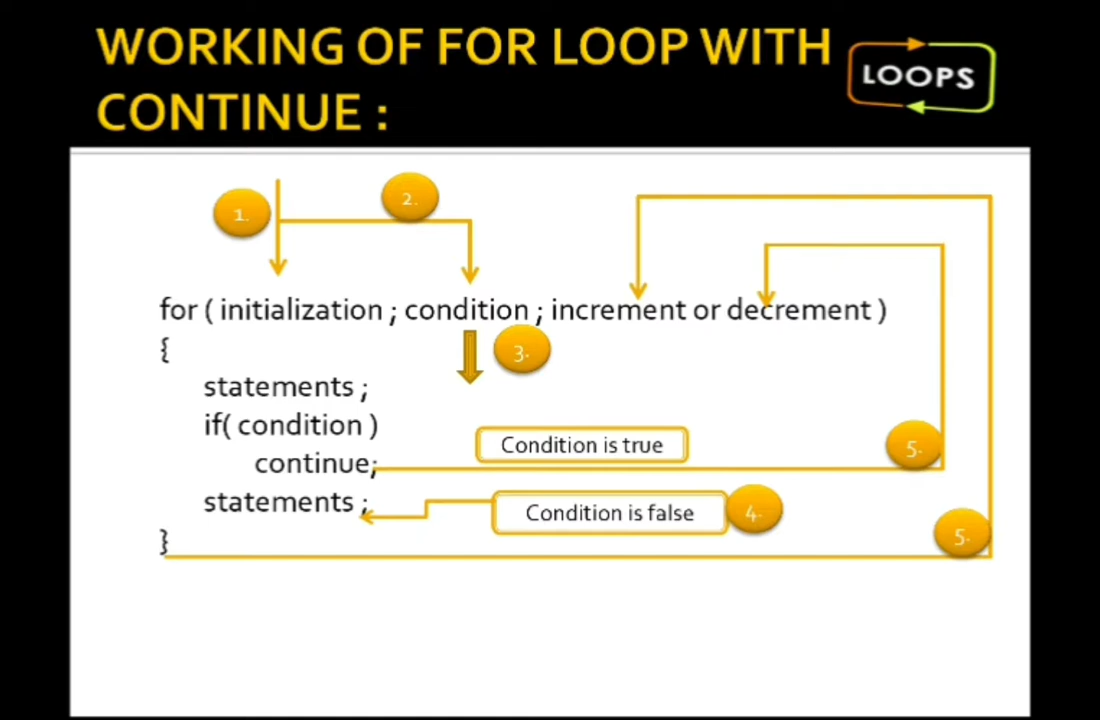 WORKING OF FOR LOOP WITH
CONTINUE :
LOOPS
1.
2.
for ( initialization ; condition ; increment or decrement )
{
3.
statements ;
if( condition )
Condition is true
5.
continue;
statements ;
Condition is false
4.
}
5.